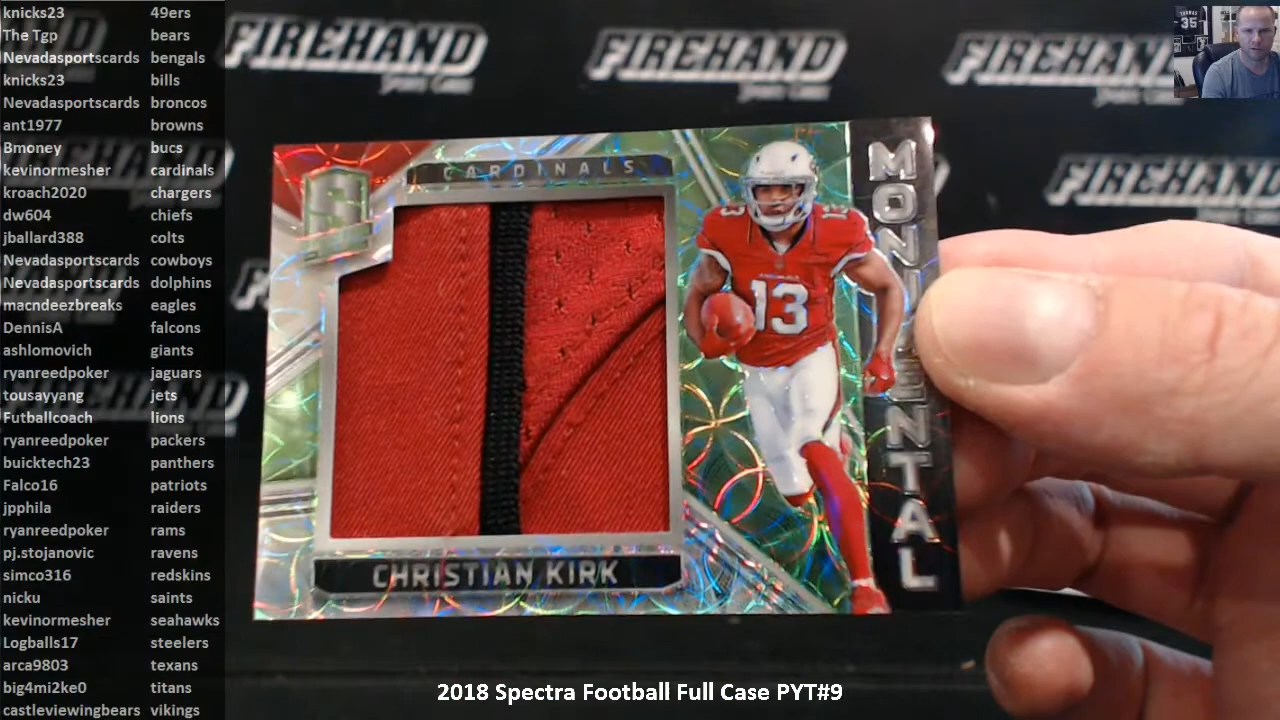 knicks23 49ers
The Tgp bears
Nevadasportscards bengals
knicks23 bills
Nevadasportscards broncos
ant1977 browns
Bmoney bucs
kevinormesher cardinals
kroach2020 chargers
dw604 chiefs
jballard388 colts
Nevadasportscards cowboys
Nevadasportscards dolphins
macndeezbreaks eagles
DennisA falcons
ashlomovich giants
ryanreedpoker jaguars
tousayyang jets
Futballcoach lions
ryanreedpoker packers
buicktech23 panthers
Falco16 patriots
jpphila raiders
ryanreedpoker rams
pj.stojanovic ravens
simco316 redskins
nicku saints
kevinormesher seahawks
Logballs17 steelers
arca9803 texans
big4mi2ke0 titans
castleviewingbears vikings
FIREHAND
FIREHAND
FIREHAND
THOMAS
35
CARDINALS
S
13
13
13
MONUMENTAL
CHRISTIAN KIRK
2018 Spectra Football Full Case PYT#9